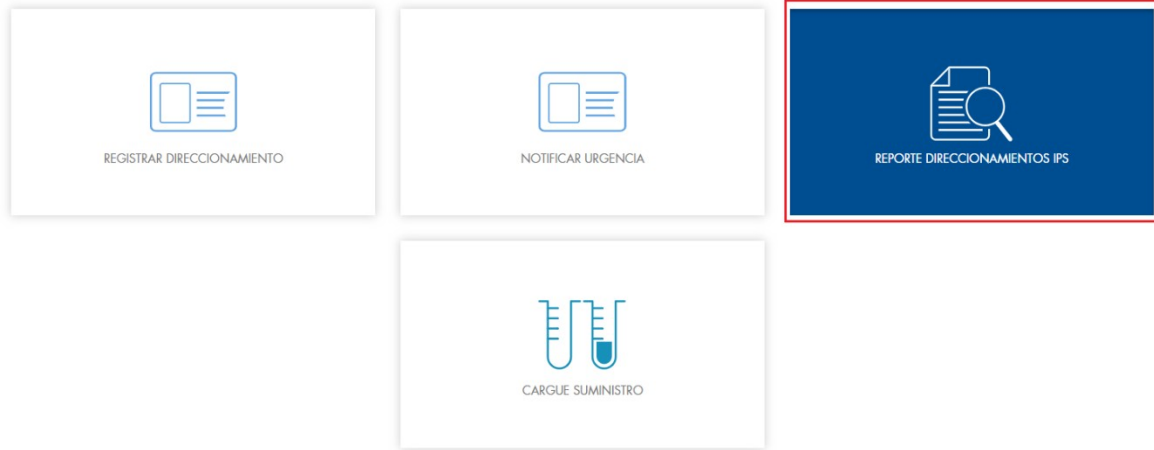 REGISTRAR DIRECCIONAMIENTO
NOTIFICAR URGENCIA
REPORTE DIRECCIONAMIENTOS IPS
CARGUE SUMINISTRO